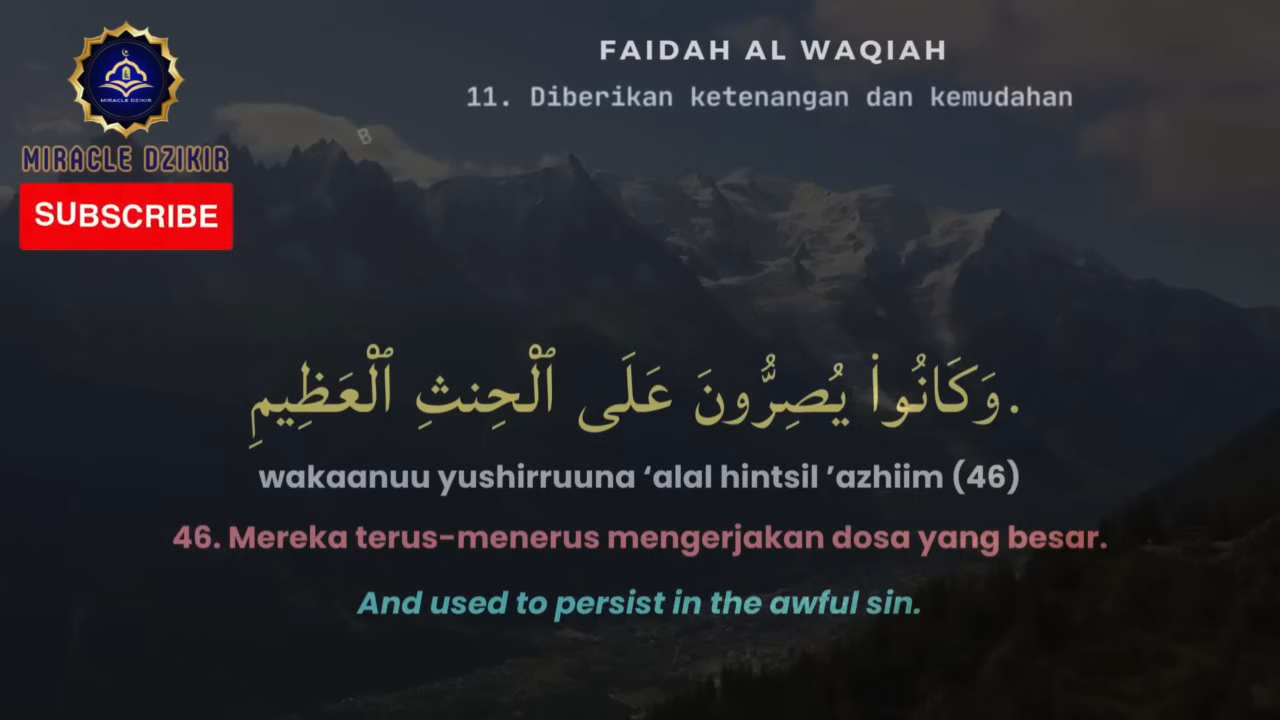 FAIDAH AL WAQIAH
11. Diberikan ketenangan dan kemudahan
B
MIRACLE DZIKIR
MIRACLE DZIKIR
SUBSCRIBE
وَكَانُوا۟ يُصِرُّونَ عَلَى ٱلْحِنثِ ٱلْعَظِيمِ.
wakaanuu yushirruuna ‘alal hintsil ’azhiim (46)
46. Mereka terus-menerus mengerjakan dosa yang besar.
And used to persist in the awful sin.